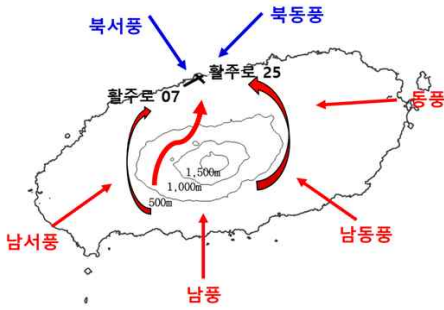 북서풍
북동풍
활주로 25
활주로 07
동풍
1,500m
1,000m
500m
남서풍
남동풍
남풍